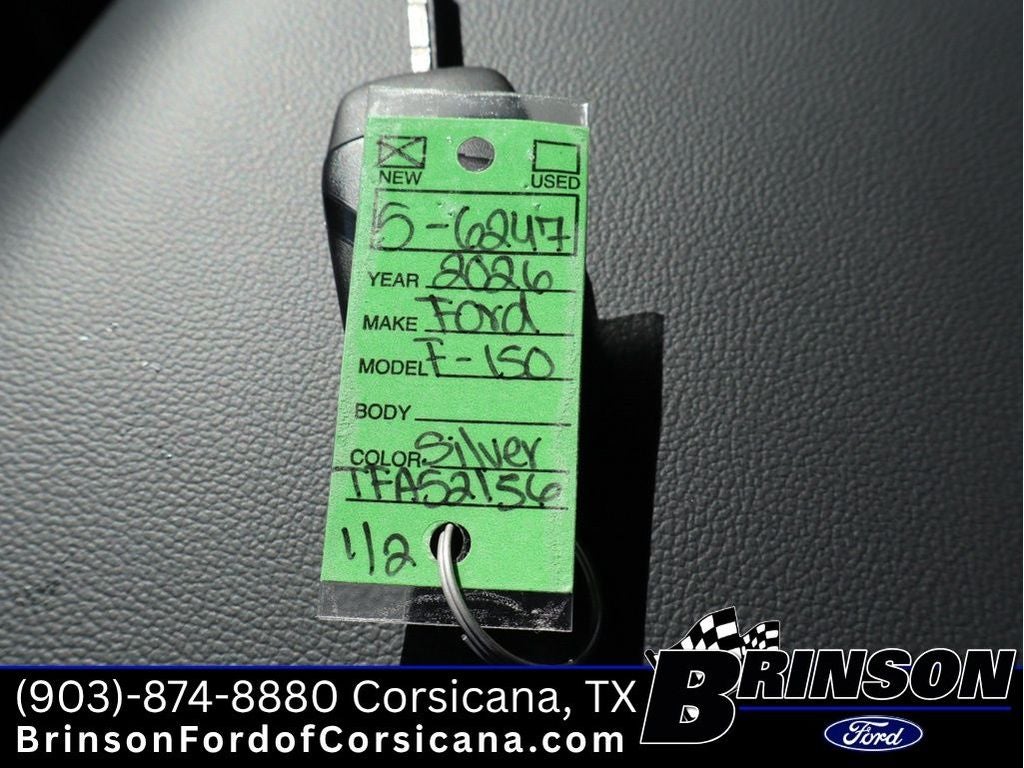 NEW USED
5-6247
YEAR 2026
MAKE Ford
MODEL F-150
BODY
COLOR Silver
TFA52156
1/2
(903)-874-8880 Corsicana, TX
BrinsonFordofCorsicana.com
BRINSON
Ford